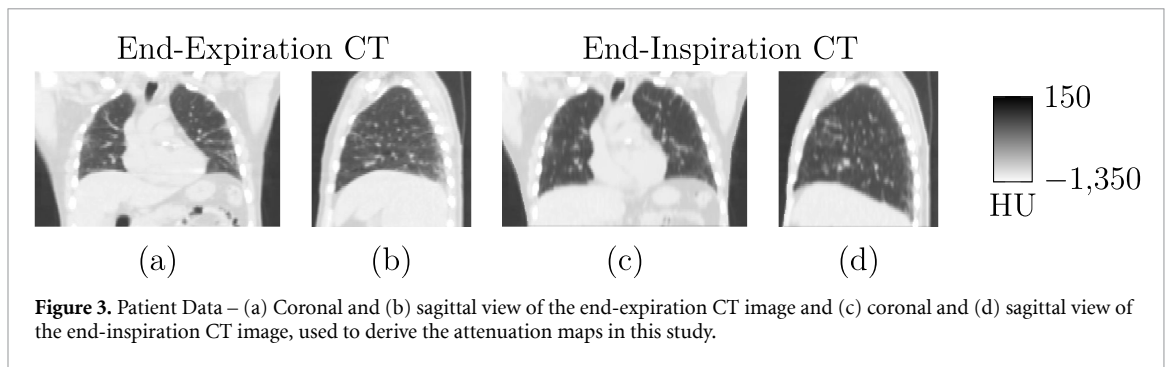 End-Expiration CT
End-Inspiration CT
150
−1,350
HU
(a)
(b)
(c)
(d)
Figure 3. Patient Data – (a) Coronal and (b) sagittal view of the end-expiration CT image and (c) coronal and (d) sagittal view of
the end-inspiration CT image, used to derive the attenuation maps in this study.